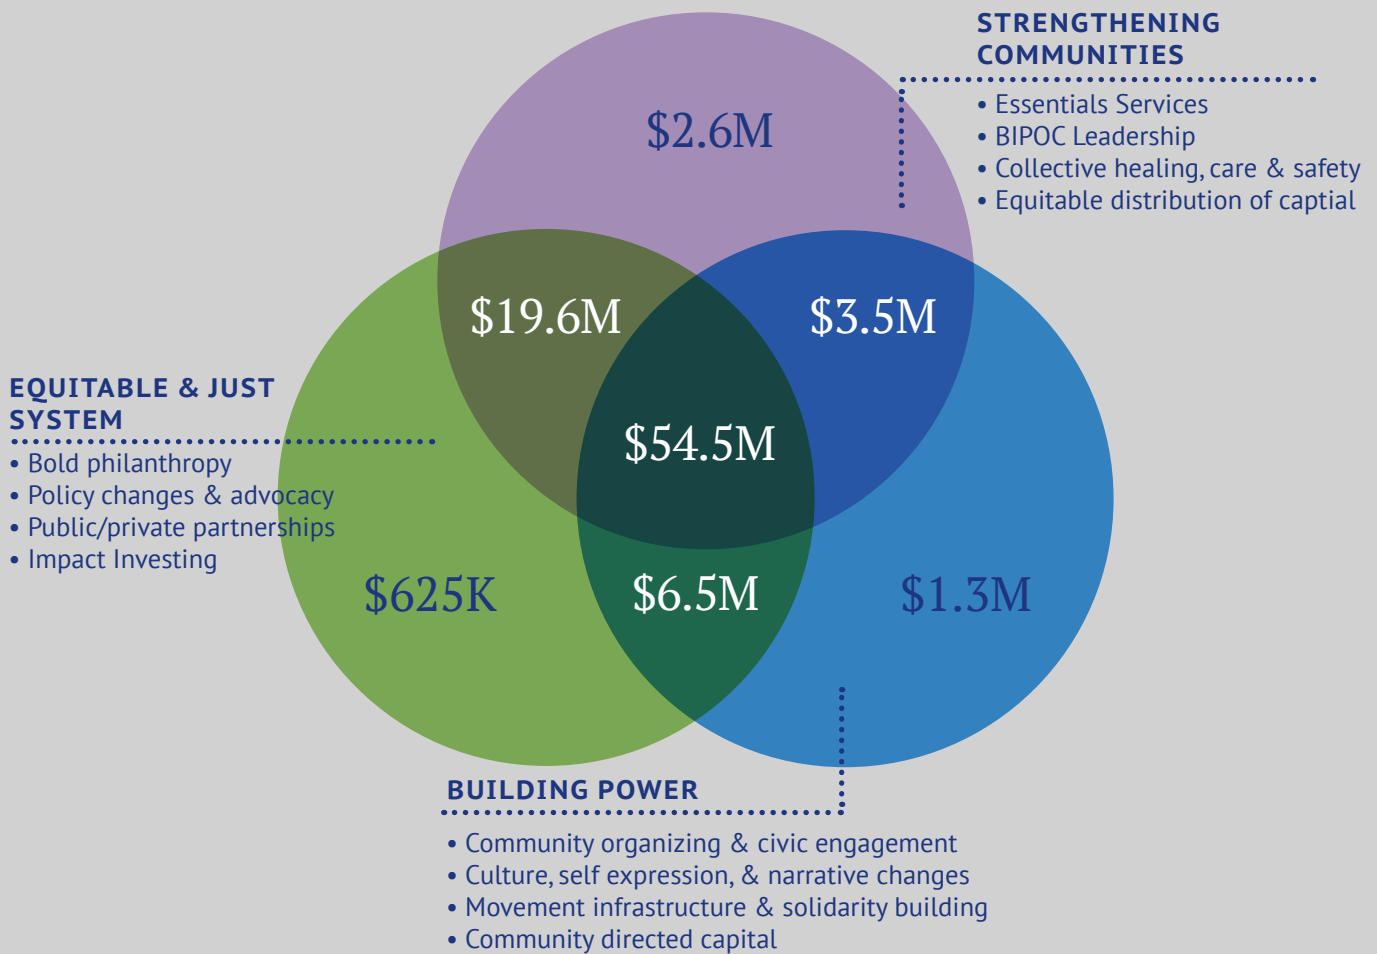 STRENGTHENING
COMMUNITIES
• Essentials Services
• BIPOC Leadership
• Collective healing, care & safety
• Equitable distribution of captial
$2.6M
$19.6M
$3.5M
$54.5M
EQUITABLE & JUST
SYSTEM
• Bold philanthropy
• Policy changes & advocacy
• Public/private partnerships
• Impact Investing
$625K
$6.5M
$1.3M
BUILDING POWER
• Community organizing & civic engagement
• Culture, self expression, & narrative changes
• Movement infrastructure & solidarity building
• Community directed capital